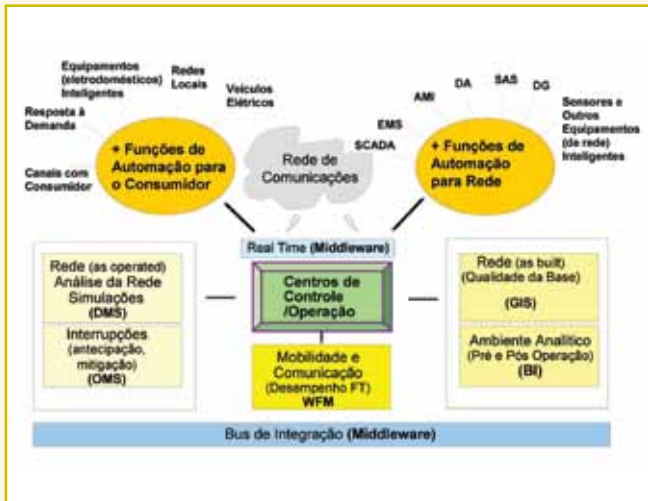 Equipamentos
(eletrodomésticos)
Inteligentes
Redes
Locais
Veículos
Elétricos
Resposta à
Demanda
Canais com
Consumidor
+ Funções de
Automação para
o Consumidor
Rede de
Comunicações
SCADA
EMS
AMI
DA
SAS
DG
Sensores e
Outros
Equipamentos
(de rede)
Inteligentes
+ Funções de
Automação
para Rede
Real Time (Middleware)
Rede (as operated)
Análise da Rede
Simulações
(DMS)
Interrupções
(antecipação,
mitigação)
(OMS)
Centros de
Controle
/Operação
Mobilidade e
Comunicação
(Desempenho FT)
WFM
Rede (as built)
(Qualidade da Base)
(GIS)
Ambiente Analítico
(Pré e Pós Operação)
(BI)
Bus de Integração (Middleware)